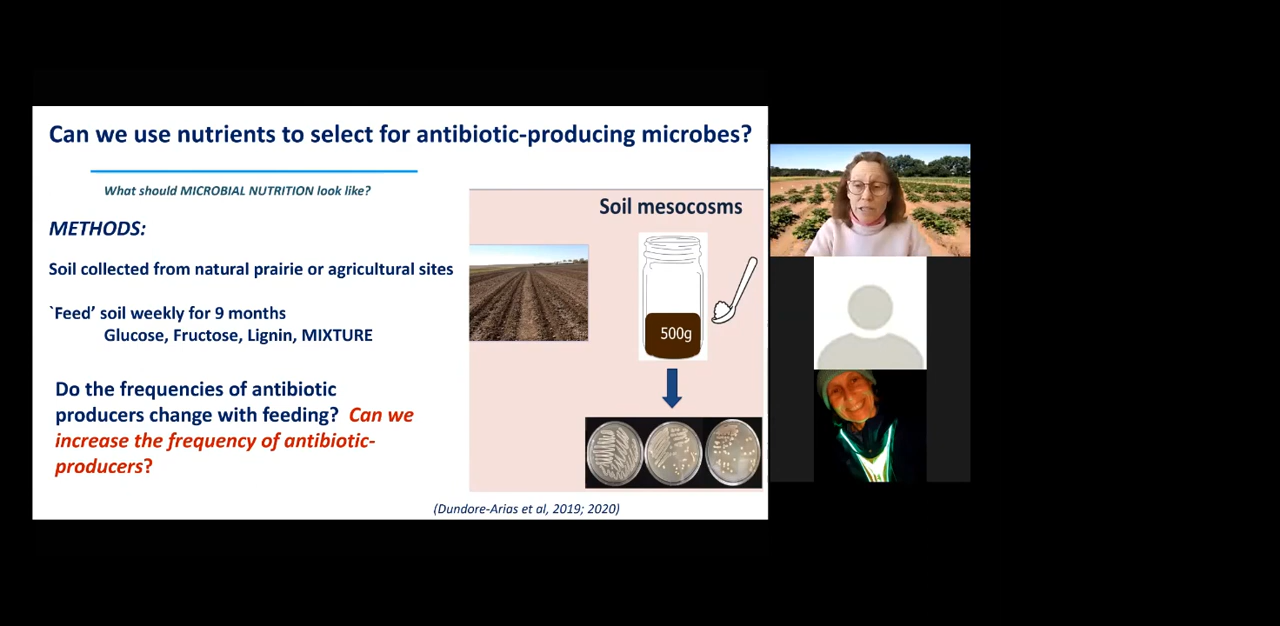 Can we use nutrients to select for antibiotic-producing microbes?
What should MICROBIAL NUTRITION look like?
METHODS:
Soil collected from natural prairie or agricultural sites
`Feed’ soil weekly for 9 months
Glucose, Fructose, Lignin, MIXTURE
Do the frequencies of antibiotic
producers change with feeding? Can we
increase the frequency of antibiotic-
producers?
Soil mesocosms
500g
(Dundore-Arias et al, 2019; 2020)